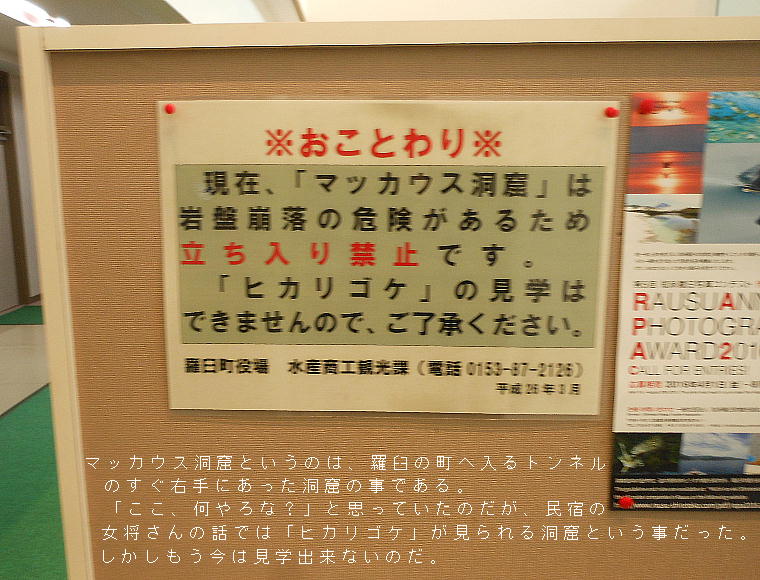 ※おことわり※
現在、「マッカウス洞窟」は
岩盤崩落の危険があるため
立ち入り禁止です。
「ヒカリゴケ」の見学は
できませんので、ご了承ください。
羅臼町役場 水産商工観光課（電話 0153-87-2126）
平成26年3月
RAUSU
PHOTOGRA
AWARD201
CALL FOR ENTRIES!
マッカウス洞窟というのは、羅臼の町へ入るトンネル
のすぐ右手にあった洞窟の事である。
「ここ、何やろな？」と思っていたのだが、民宿の
女将さんの話では「ヒカリゴケ」が見られる洞窟という事だった。
しかしもう今は見学出来ないのだ。